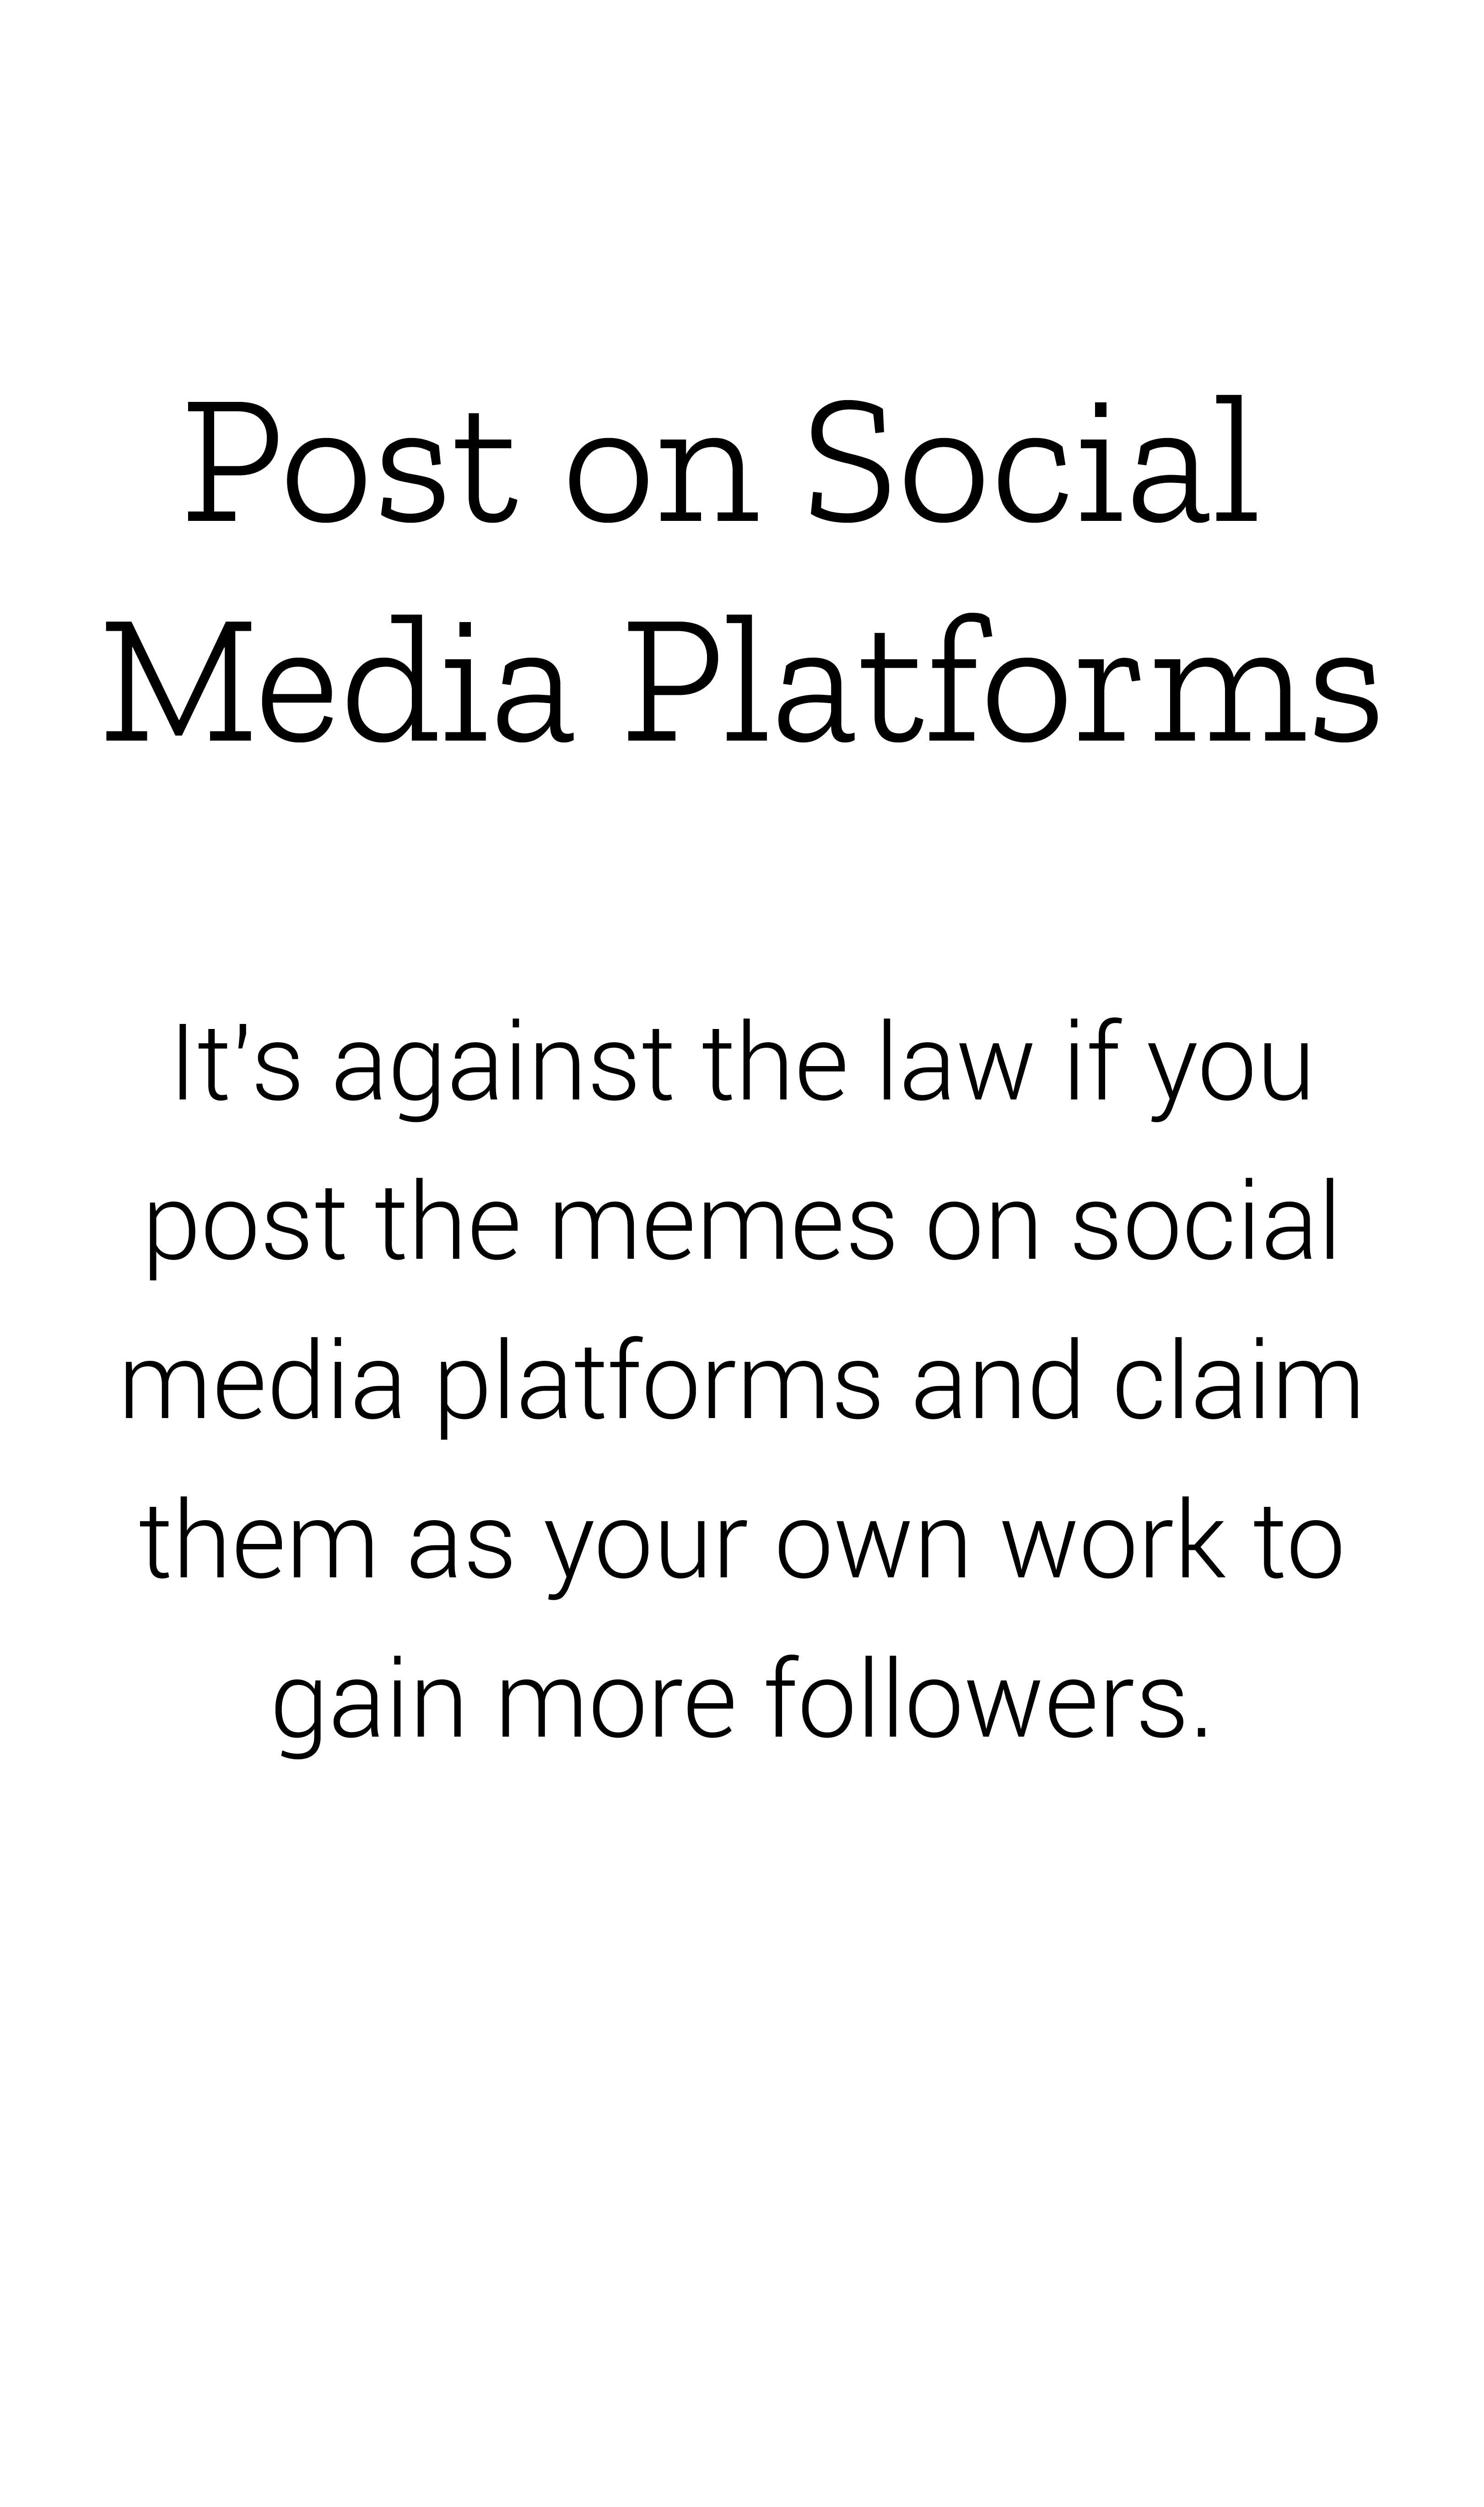 Post on Social
Media Platforms
It's against the law if you
post the memes on social
media platforms and claim
them as your own work to
gain more followers.